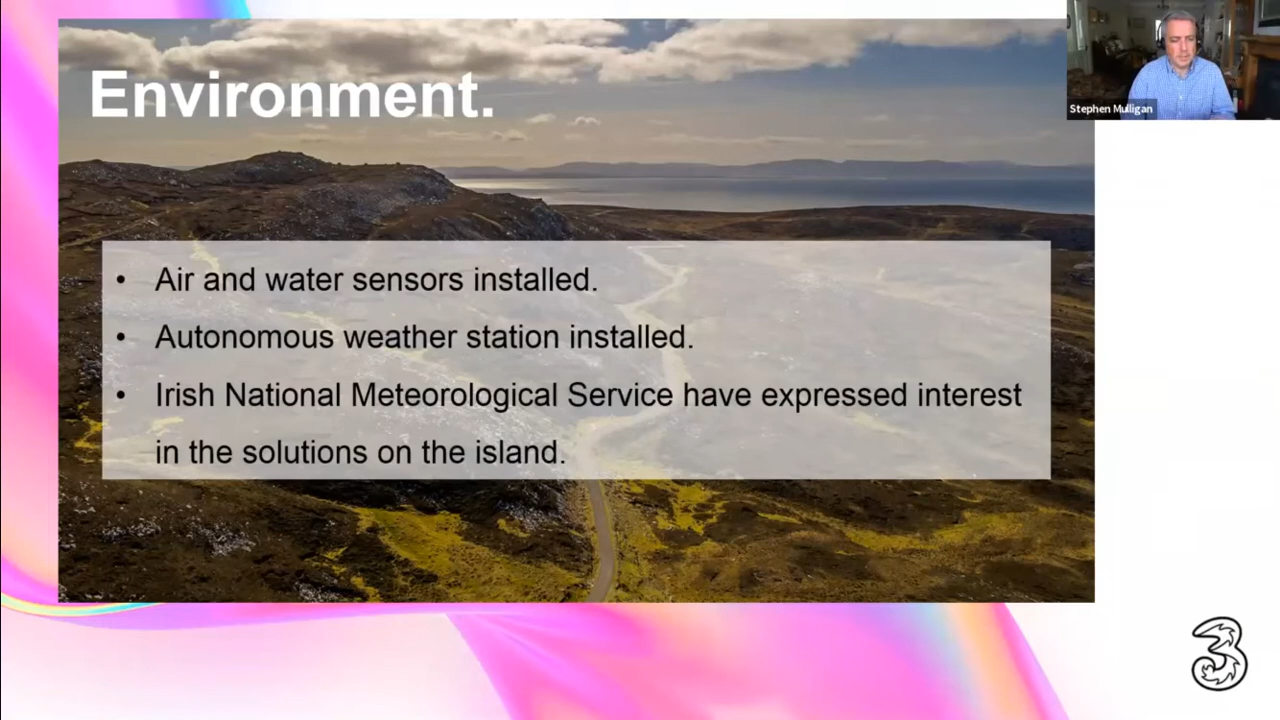 Environment.
Stephen Mulligan
• Air and water sensors installed.
• Autonomous weather station installed.
• Irish National Meteorological Service have expressed interest
in the solutions on the island.
3